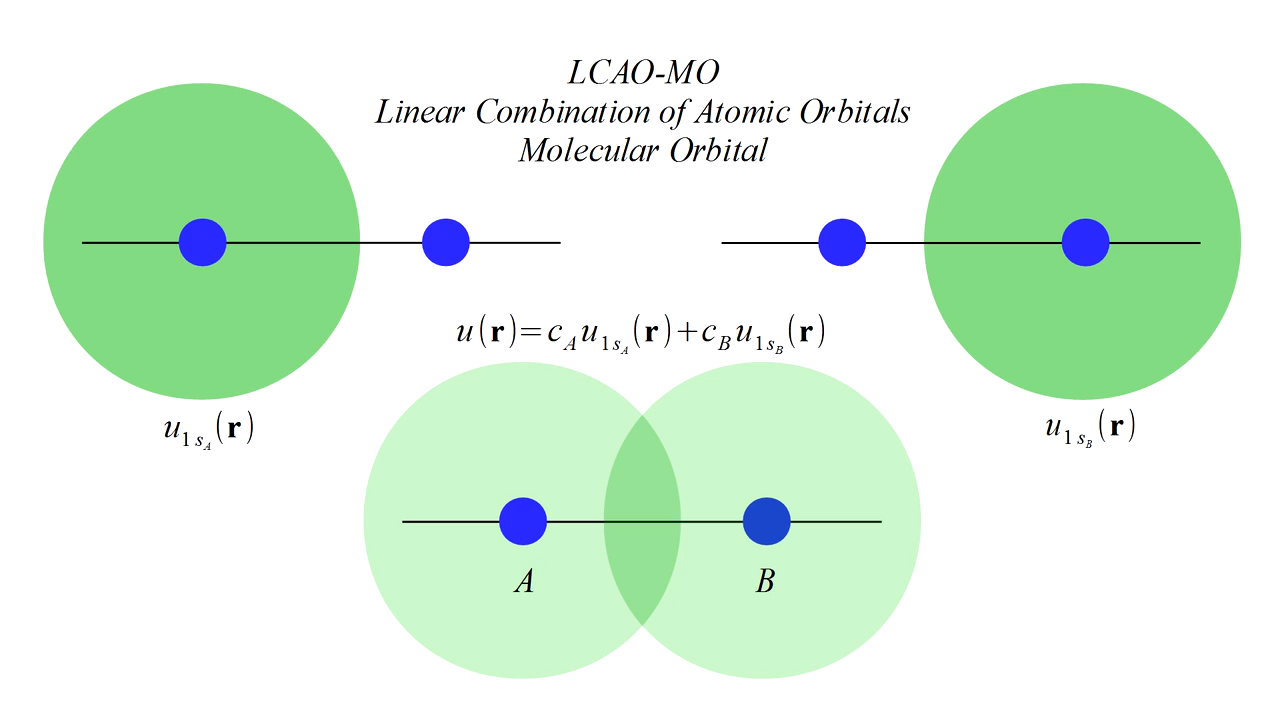 LCAO-MO
Linear Combination of Atomic Orbitals
Molecular Orbital
u(𝐫)=c_A u_{1s_A}(𝐫)+c_B u_{1s_B}(𝐫)
u_{1s_A}(𝐫)
u_{1s_B}(𝐫)
A
B